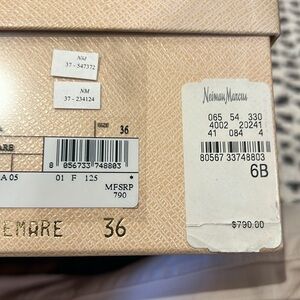 NM
37 - 547372
NM
37 - 234124
SIZE
36
8 056733 748803
A 05
01 F 125
MFSRP
790
EMARE 36
Neiman Marcus
065 54 330
4002 20241
41 084 4
80567 33748803
6B
$790.00